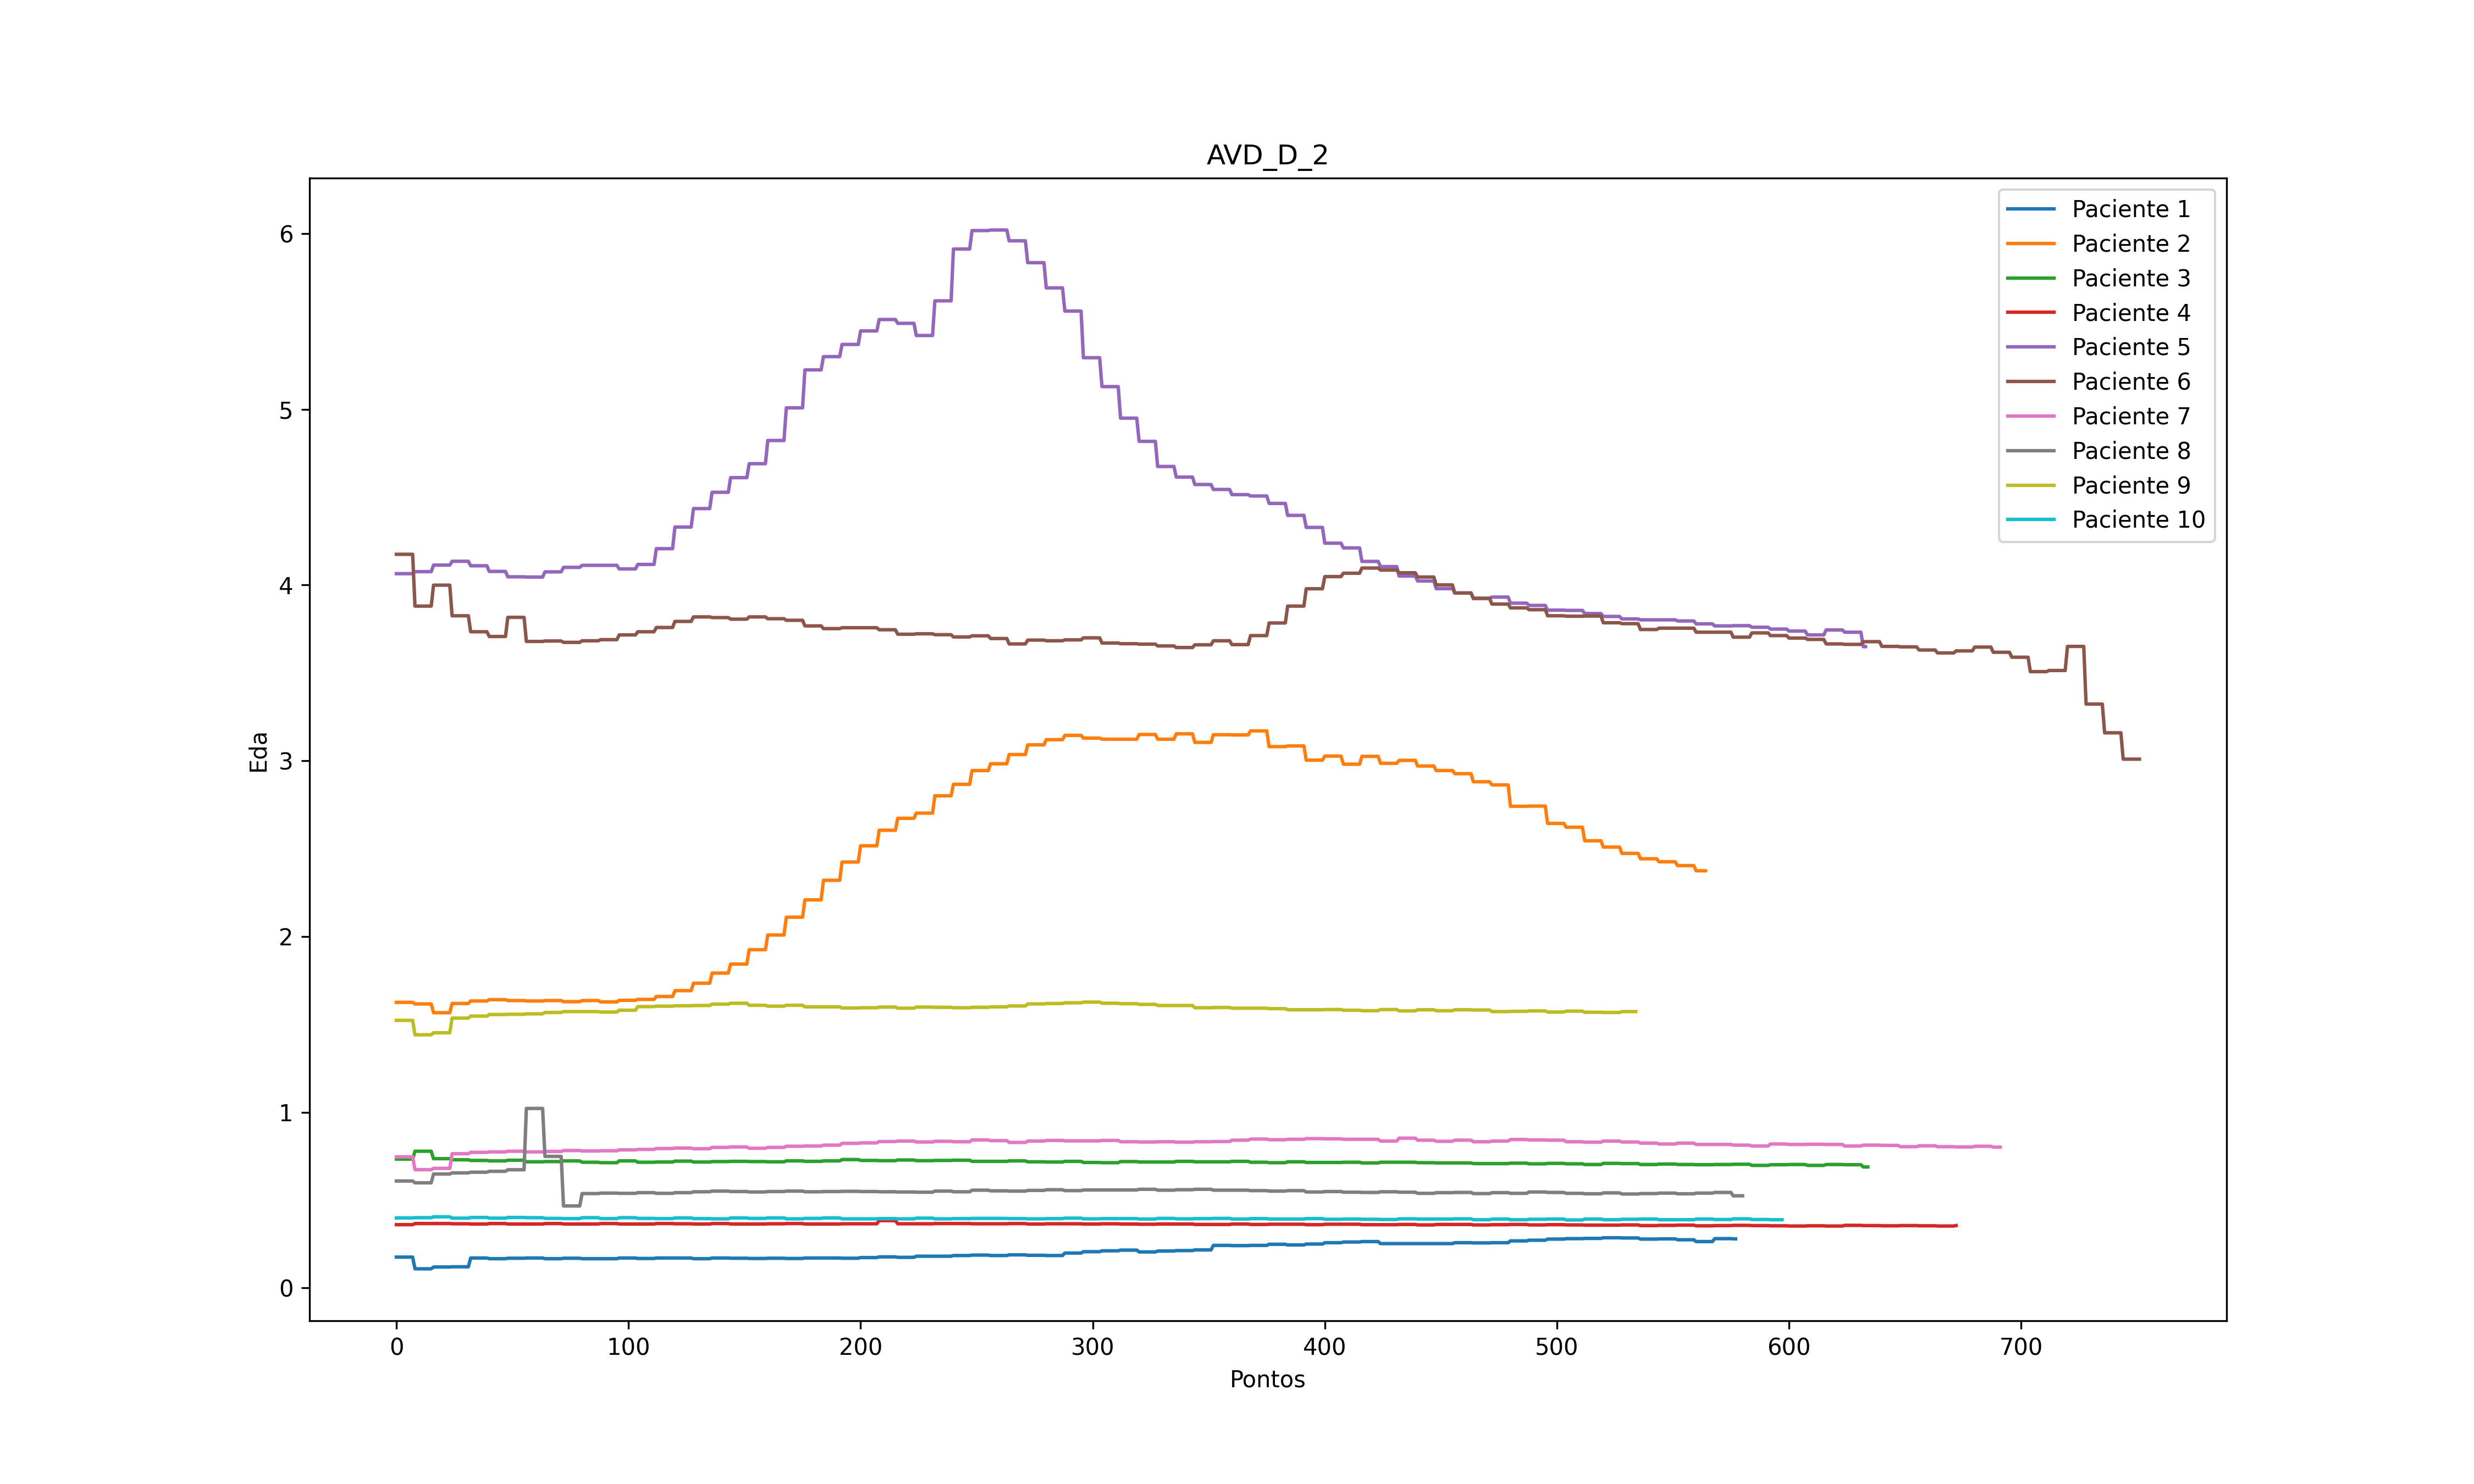 AVD_D_2
Paciente 1
Paciente 2
Paciente 3
Paciente 4
Paciente 5
Paciente 6
Paciente 7
Paciente 8
Paciente 9
Paciente 10
Eda
6
5
4
3
2
1
0
0 100 200 300 400 500 600 700
Pontos